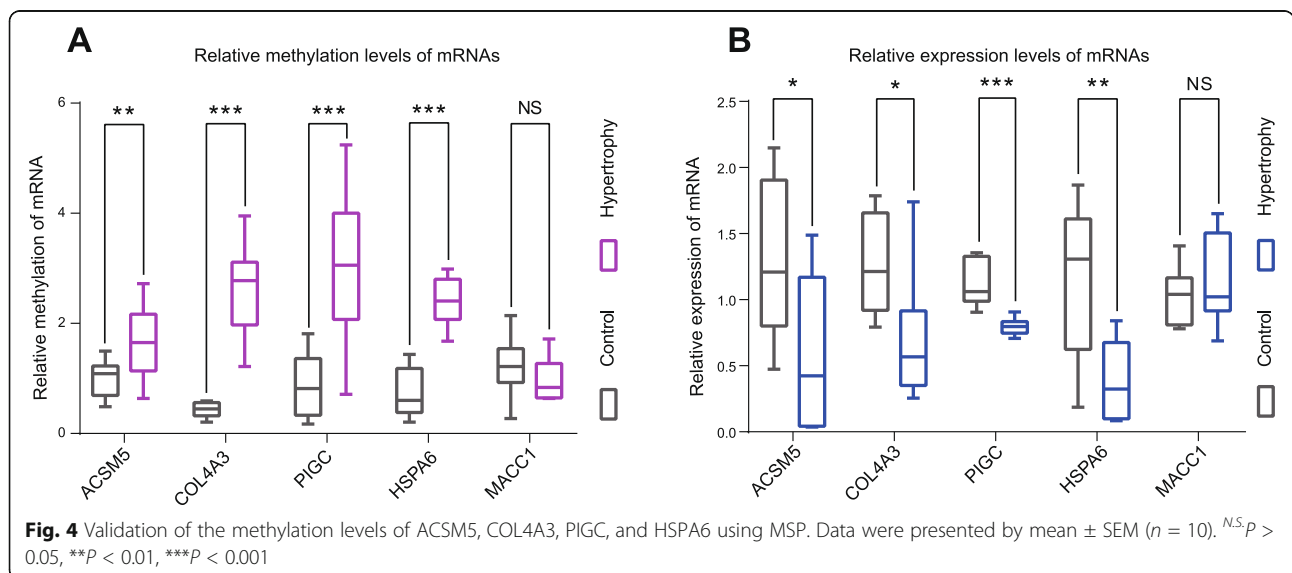 A
Relative methylation levels of mRNAs
Relative methylation of mRNA
6
4
2
0
**
***
***
***
NS
ACSM5
COL4A3
PIGC
HSPA6
MACC1
Hypertrophy
Control
B
Relative expression levels of mRNAs
Relative expression of mRNA
2.5
2.0
1.5
1.0
0.5
0.0
*
*
***
**
NS
ACSM5
COL4A3
PIGC
HSPA6
MACC1
Hypertrophy
Control
Fig. 4 Validation of the methylation levels of ACSM5, COL4A3, PIGC, and HSPA6 using MSP. Data were presented by mean ± SEM (n = 10). N.S.P >
0.05, **P < 0.01, ***P < 0.001